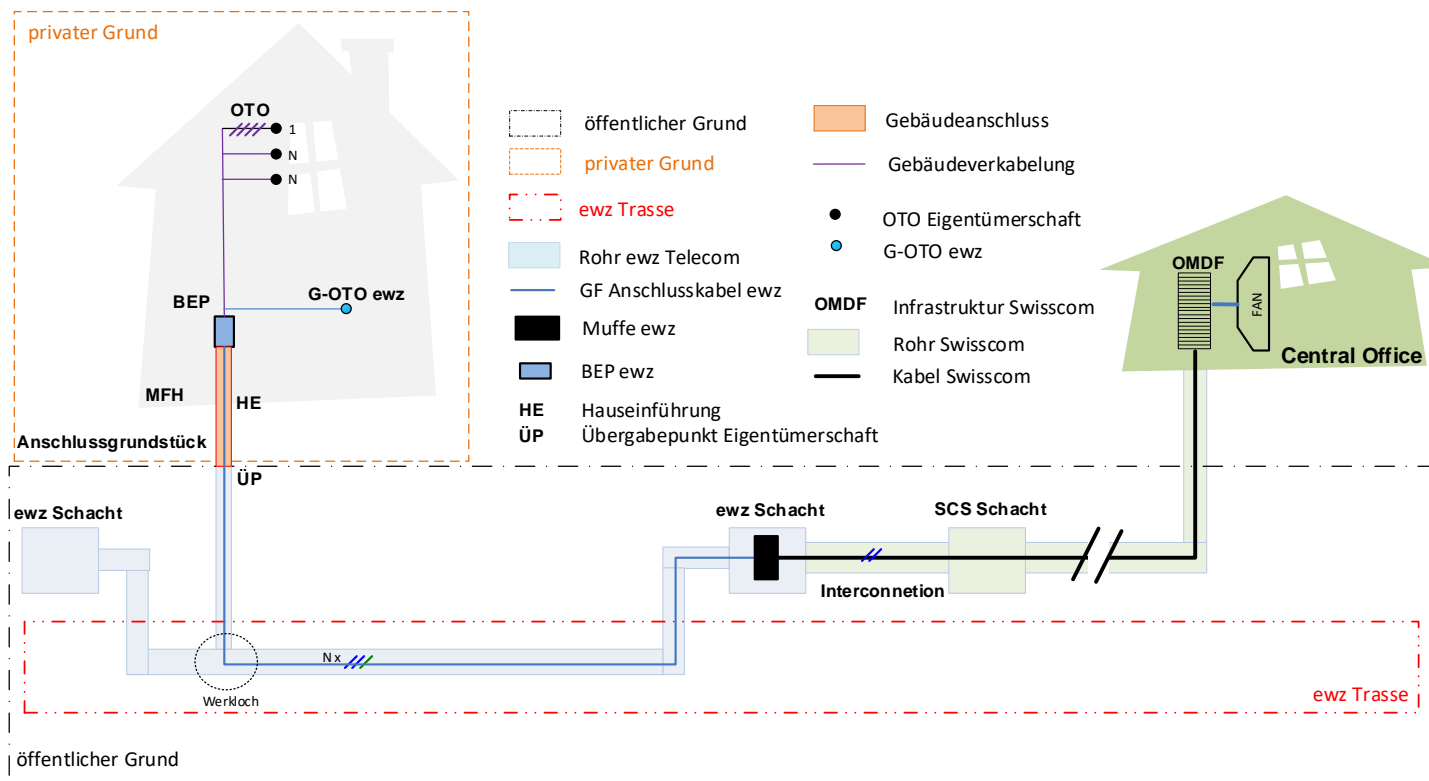 privater Grund
OTO
1
N
N
BEP
G-OTO ewz
MFH
HE
Anschlussgrundstück
ÜP
öffentlicher Grund
privater Grund
ewz Trasse
Rohr ewz Telecom
GF Anschlusskabel ewz
Muffe ewz
BEP ewz
HE Hauseinführung
ÜP Übergabepunkt Eigentümerschaft
Gebäudeanschluss
Gebäudeverkabelung
OTO Eigentümerschaft
G-OTO ewz
OMDF Infrastruktur Swisscom
Rohr Swisscom
Kabel Swisscom
OMDF
FAN
Central Office
ewz Schacht
ewz Schacht
SCS Schacht
Interconnetion
N x
Werkloch
ewz Trasse
öffentlicher Grund